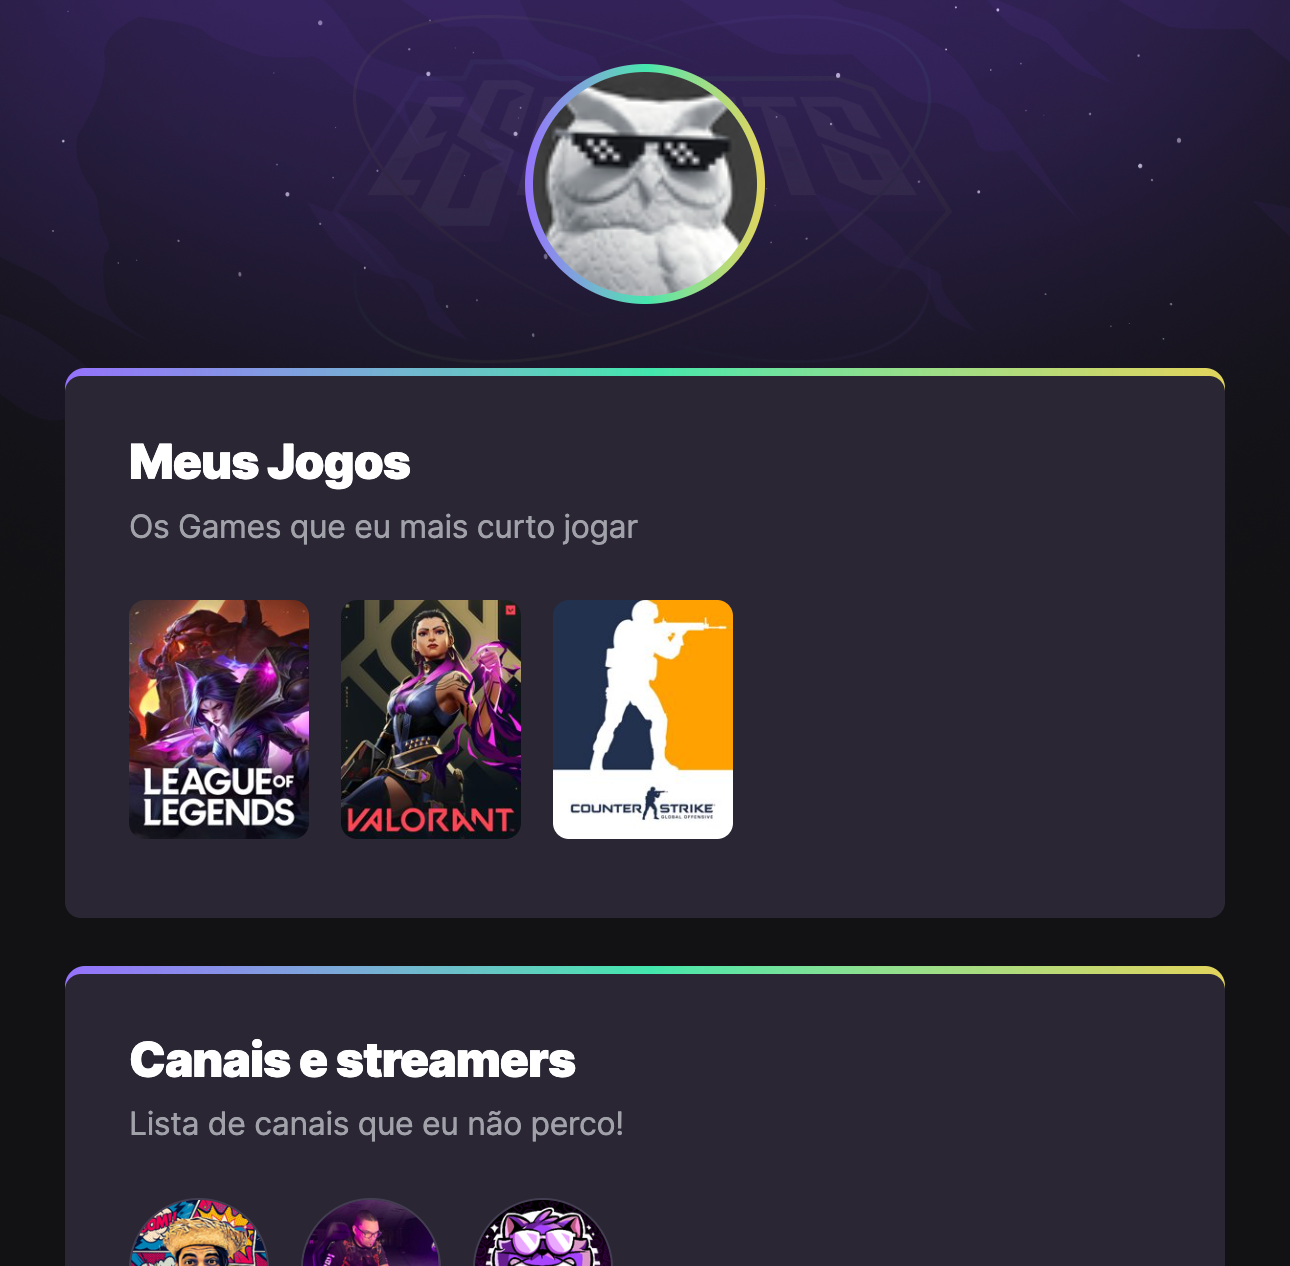 ESPORTS
Meus Jogos
Os Games que eu mais curto jogar
LEAGUE OF
LEGENDS
VALORANT
COUNTER STRIKE
GLOBAL OFFENSIVE
Canais e streamers
Lista de canais que eu não perco!